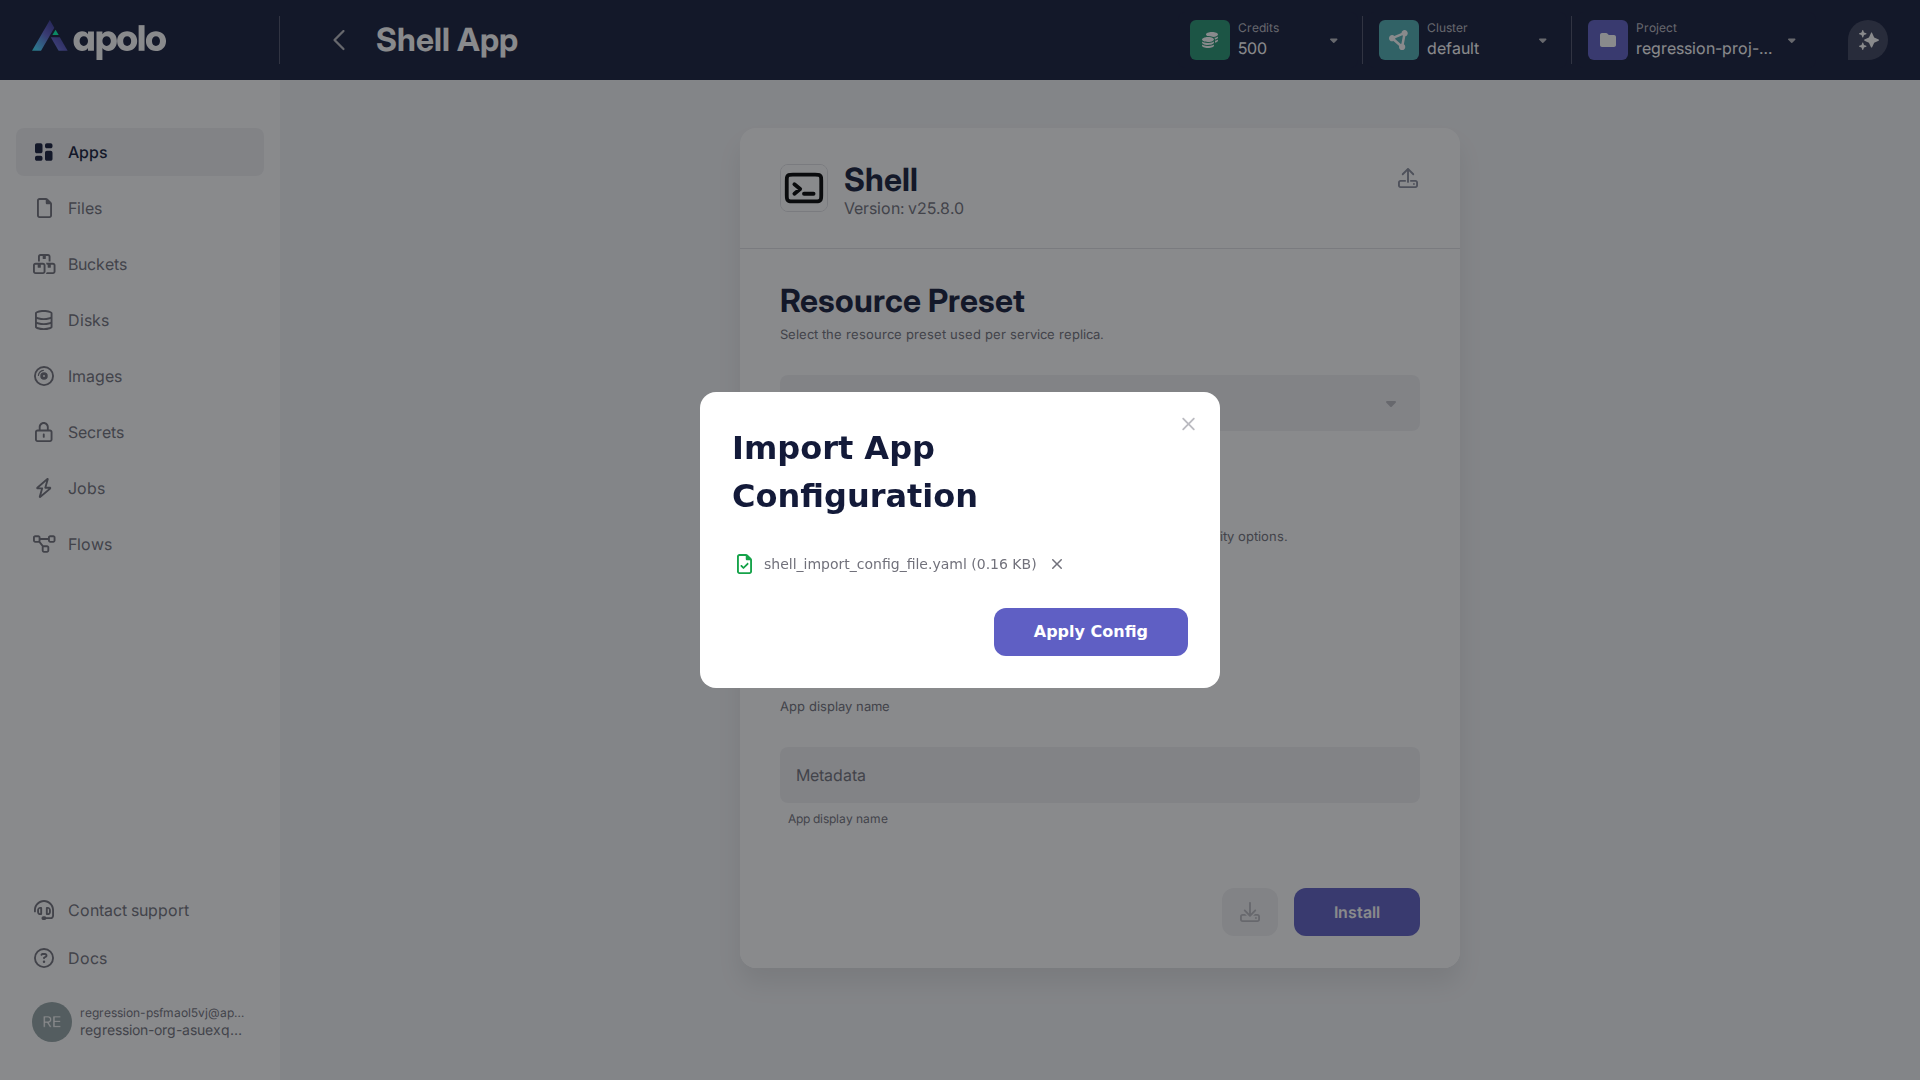 apolo
Shell App
Credits
500
Cluster
default
Project
regression-proj-...
Apps
Files
Buckets
Disks
Images
Secrets
Jobs
Flows
Contact support
Docs
RE
regression-psfmaol5vj@ap...
regression-org-asuexq...
Shell
Version: v25.8.0
Resource Preset
Select the resource preset used per service replica.
ity options.
Import App
Configuration
shell_import_config_file.yaml (0.16 KB)
Apply Config
App display name
Metadata
App display name
Install